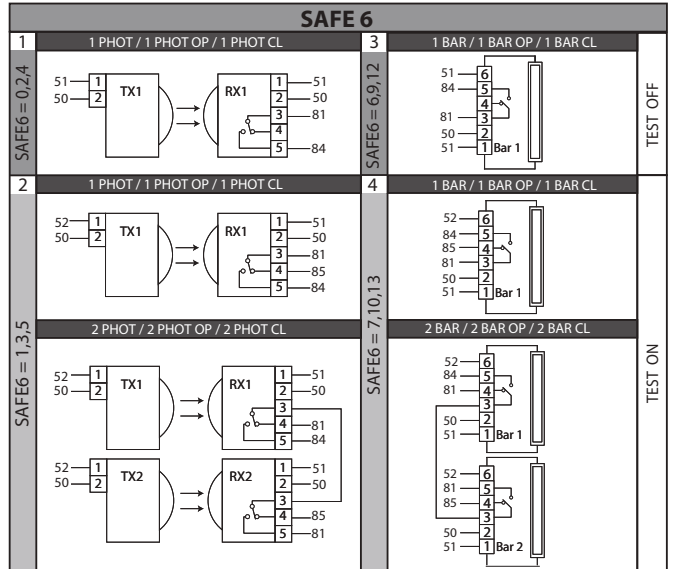 SAFE 6
1
1 PHOT / 1 PHOT OP / 1 PHOT CL
SAFE6 = 0,2,4
51 1 TX1
50 2
RX1 1 51
2 50
3 81
4
5 84
3
1 BAR / 1 BAR OP / 1 BAR CL
SAFE6 = 6,9,12
51 6
84 5
4
81 3
50 2
51 1 Bar 1
TEST OFF
2
1 PHOT / 1 PHOT OP / 1 PHOT CL
SAFE6 = 1,3,5
52 1 TX1
50 2
RX1 1 51
2 50
3 81
4 85
5 84
2 PHOT / 2 PHOT OP / 2 PHOT CL
52 1 TX1
50 2
RX1 1 51
2 50
3
4 81
5 84
52 1 TX2
50 2
RX2 1 51
2 50
3
4 85
5 81
4
1 BAR / 1 BAR OP / 1 BAR CL
SAFE6 = 7,10,13
52 6
84 5
85 4
81 3
50 2
51 1 Bar 1
2 BAR / 2 BAR OP / 2 BAR CL
52 6
84 5
81 4
3
50 2
51 1 Bar 1
52 6
81 5
85 4
3
50 2
51 1 Bar 2
TEST ON